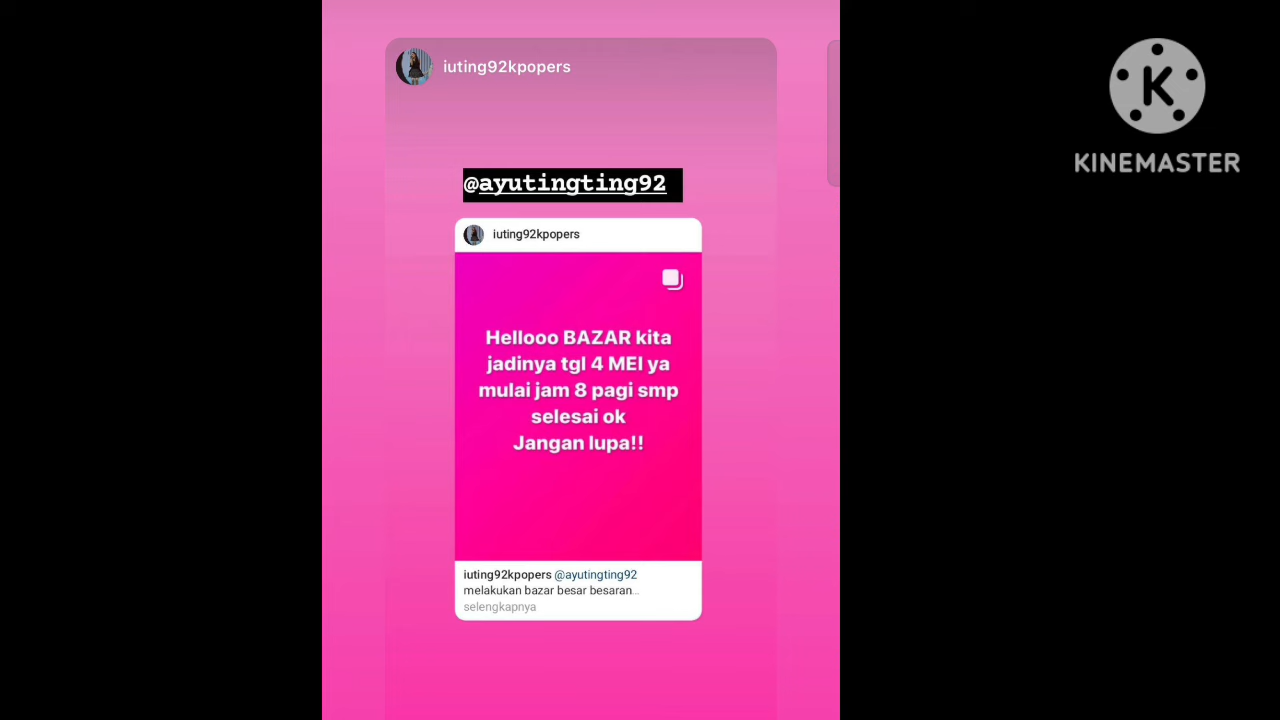 iuting92kpopers
KINEMASTER
@ayutingting92
iuting92kpopers
Hellooo BAZAR kita
jadinya tgl 4 MEI ya
mulai jam 8 pagi smp
selesai ok
Jangan lupa!!
iuting92kpopers @ayutingting92
melakukan bazar besar besaran...
selengkapnya